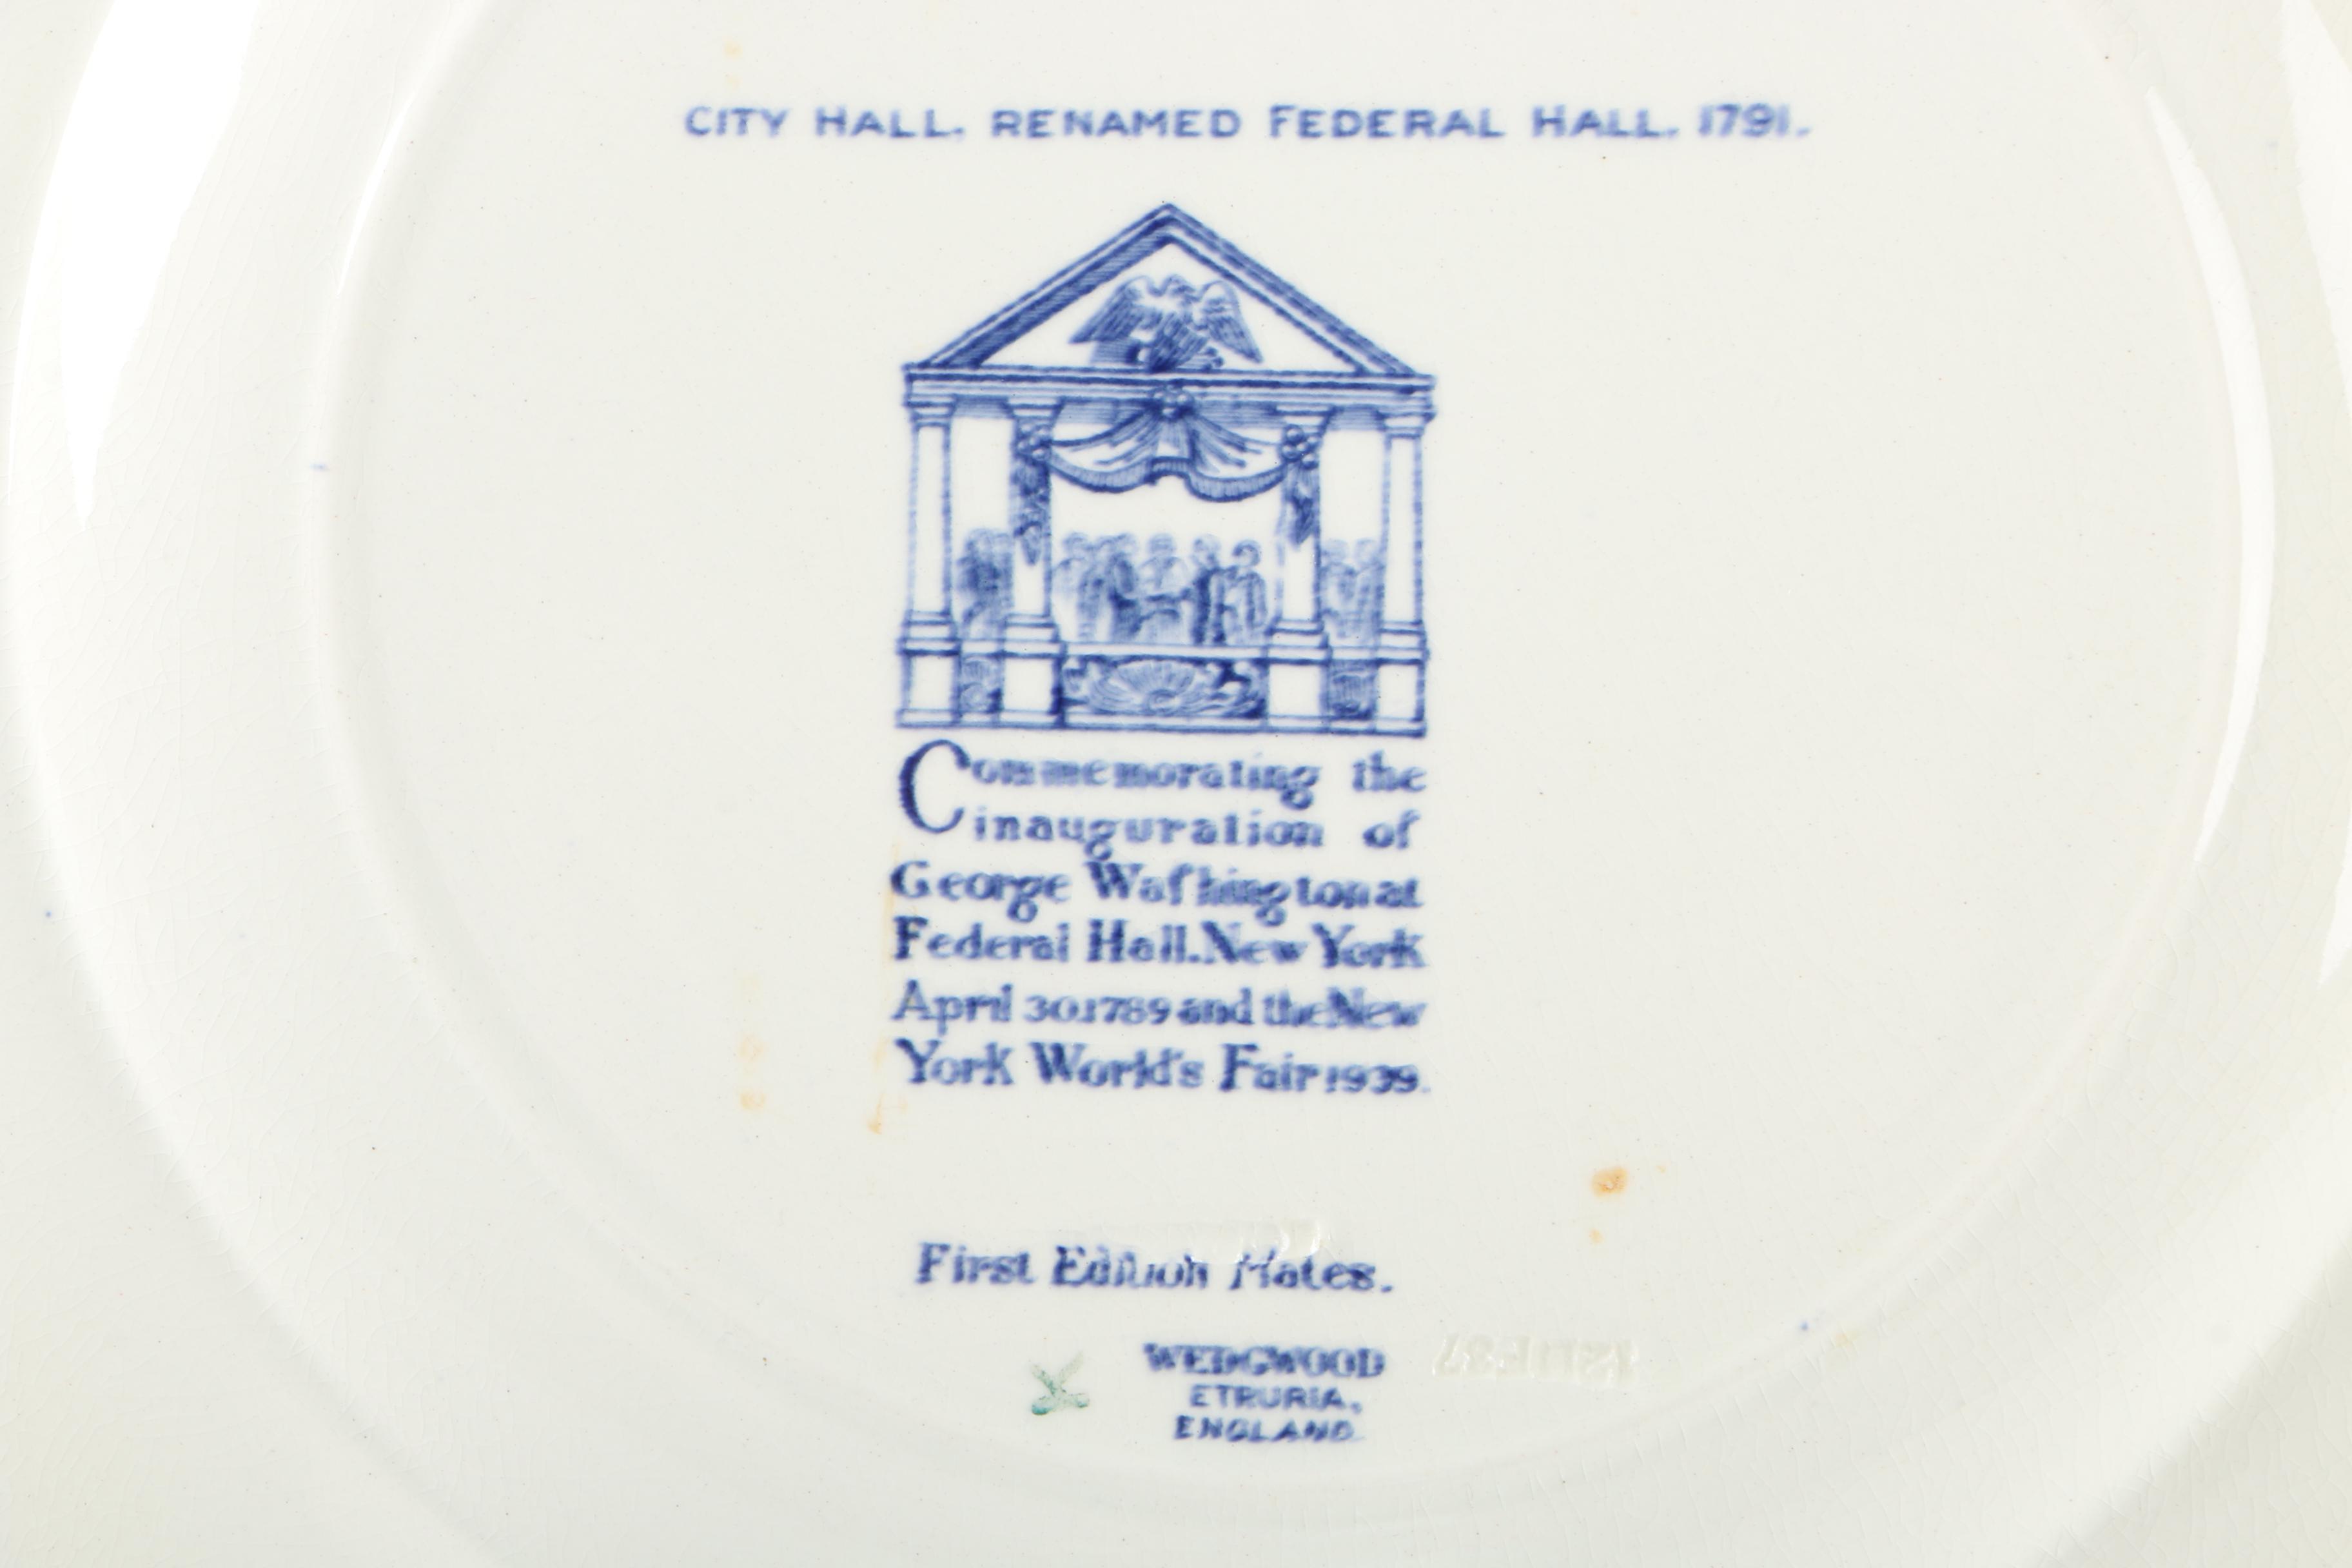 CITY HALL. RENAMED FEDERAL HALL. 1791.
Commemorating the
inauguration of
George Waſhington at
Federal Hall. New York
April 30.1789 and the New
York World's Fair 1939.
First Edition Plates.
WEDGWOOD
ETRURIA,
ENGLAND